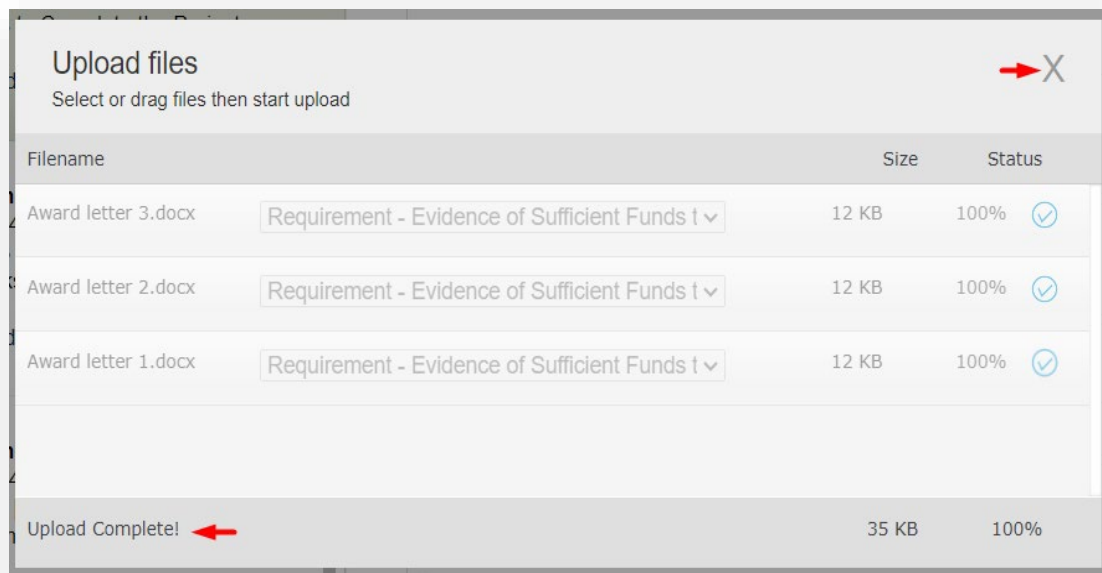 Upload files
X
Select or drag files then start upload
Filename Size Status
Award letter 3.docx Requirement - Evidence of Sufficient Funds t 12 KB 100%
Award letter 2.docx Requirement - Evidence of Sufficient Funds t 12 KB 100%
Award letter 1.docx Requirement - Evidence of Sufficient Funds t 12 KB 100%
Upload Complete! 35 KB 100%